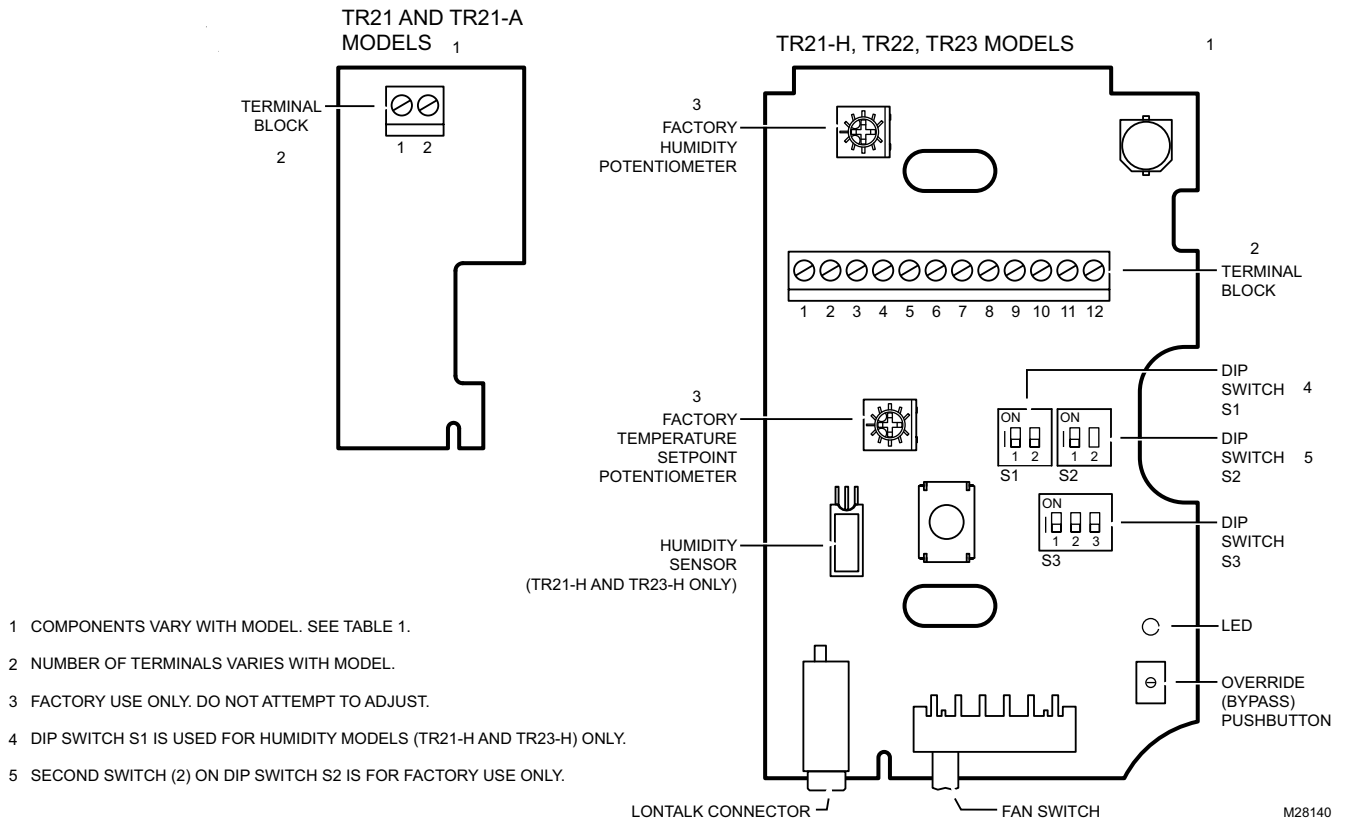 TR21 AND TR21-A
MODELS 1
TERMINAL
BLOCK
2
1 2
TR21-H, TR22, TR23 MODELS 1
3
FACTORY
HUMIDITY
POTENTIOMETER
2
TERMINAL
BLOCK
1 2 3 4 5 6 7 8 9 10 11 12
3
FACTORY
TEMPERATURE
SETPOINT
POTENTIOMETER
DIP
SWITCH 4
S1
ON
1 2
S1
ON
1 2
S2
DIP
SWITCH 5
S2
ON
1 2 3
S3
DIP
SWITCH
S3
HUMIDITY
SENSOR
(TR21-H AND TR23-H ONLY)
LED
OVERRIDE
(BYPASS)
PUSHBUTTON
LONTALK CONNECTOR
FAN SWITCH
1 COMPONENTS VARY WITH MODEL. SEE TABLE 1.
2 NUMBER OF TERMINALS VARIES WITH MODEL.
3 FACTORY USE ONLY. DO NOT ATTEMPT TO ADJUST.
4 DIP SWITCH S1 IS USED FOR HUMIDITY MODELS (TR21-H AND TR23-H) ONLY.
5 SECOND SWITCH (2) ON DIP SWITCH S2 IS FOR FACTORY USE ONLY.
M28140